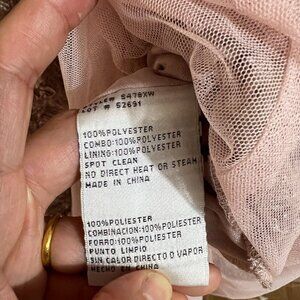 S478XW
LOT # 52691
100%POLYESTER
COMBO:100%POLYESTER
LINING:100%POLYESTER
SPOT CLEAN
NO DIRECT HEAT OR STEAM
MADE IN CHINA
100%POLIESTER
COMBINACION:100%POLIESTER
FORRO:100%POLIESTER
PUNTO LIMPIO
SIN CALOR DIRECTO O VAPOR
HECHO EN CHINA